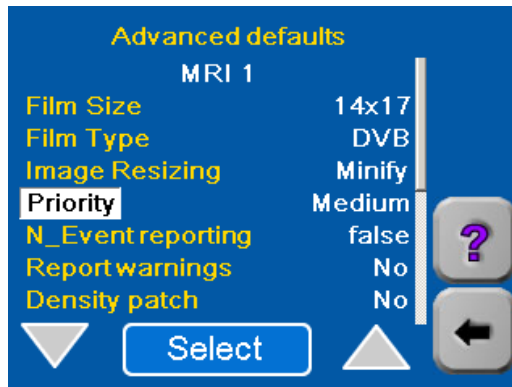 Advanced defaults
MRI 1
Film Size 14x17
Film Type DVB
Image Resizing Minify
Priority Medium
N_Event reporting false
Report warnings No
Density patch No
?
Select